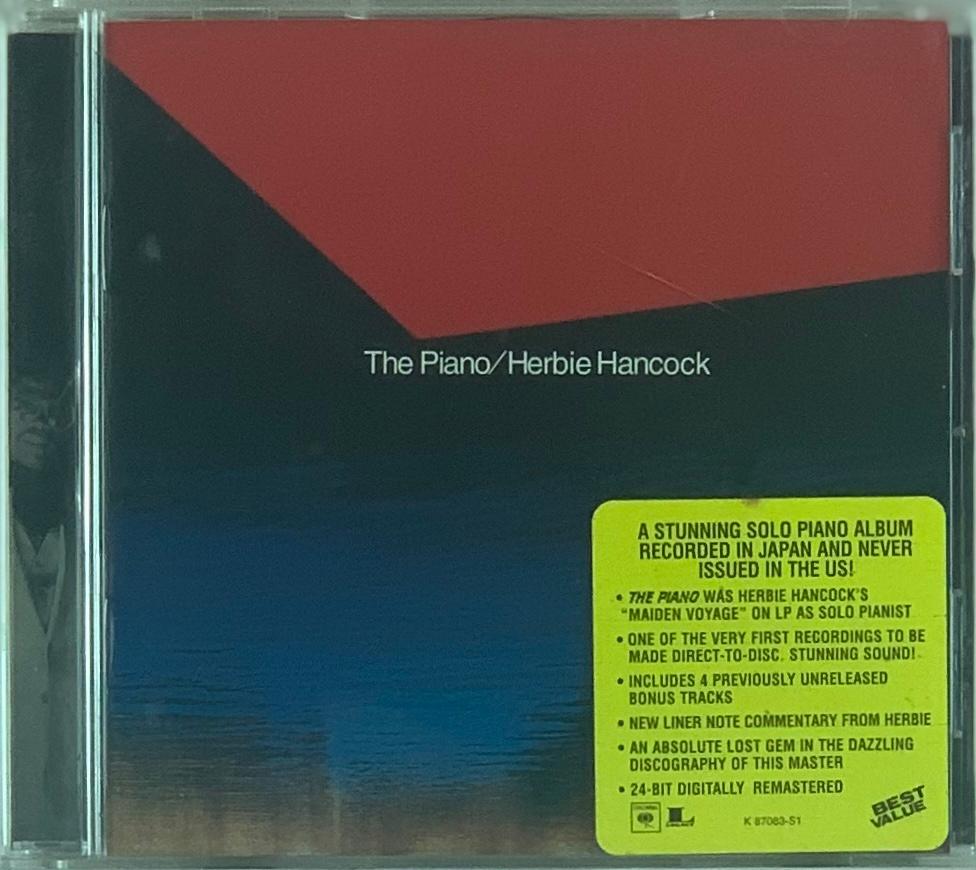 The Piano/Herbie Hancock
A STUNNING SOLO PIANO ALBUM
RECORDED IN JAPAN AND NEVER
ISSUED IN THE US!
• THE PIANO WAS HERBIE HANCOCK'S
"MAIDEN VOYAGE" ON LP AS SOLO PIANIST
• ONE OF THE VERY FIRST RECORDINGS TO BE
MADE DIRECT-TO-DISC. STUNNING SOUND!
• INCLUDES 4 PREVIOUSLY UNRELEASED
BONUS TRACKS
• NEW LINER NOTE COMMENTARY FROM HERBIE
• AN ABSOLUTE LOST GEM IN THE DAZZLING
DISCOGRAPHY OF THIS MASTER
• 24-BIT DIGITALLY REMASTERED
COLUMBIA
L
LEGACY
K 87083-S1
BEST
VALUE